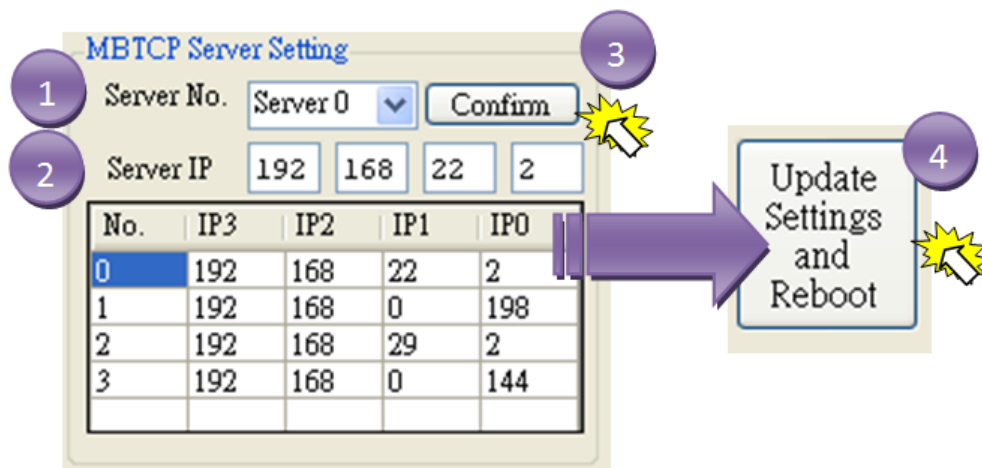 MBTCP Server Setting
3
1
Server No. Server 0 Confirm
4
2
Server IP 192 168 22 2
Update
Settings
and
Reboot
No. IP3 IP2 IP1 IP0
0 192 168 22 2
1 192 168 0 198
2 192 168 29 2
3 192 168 0 144